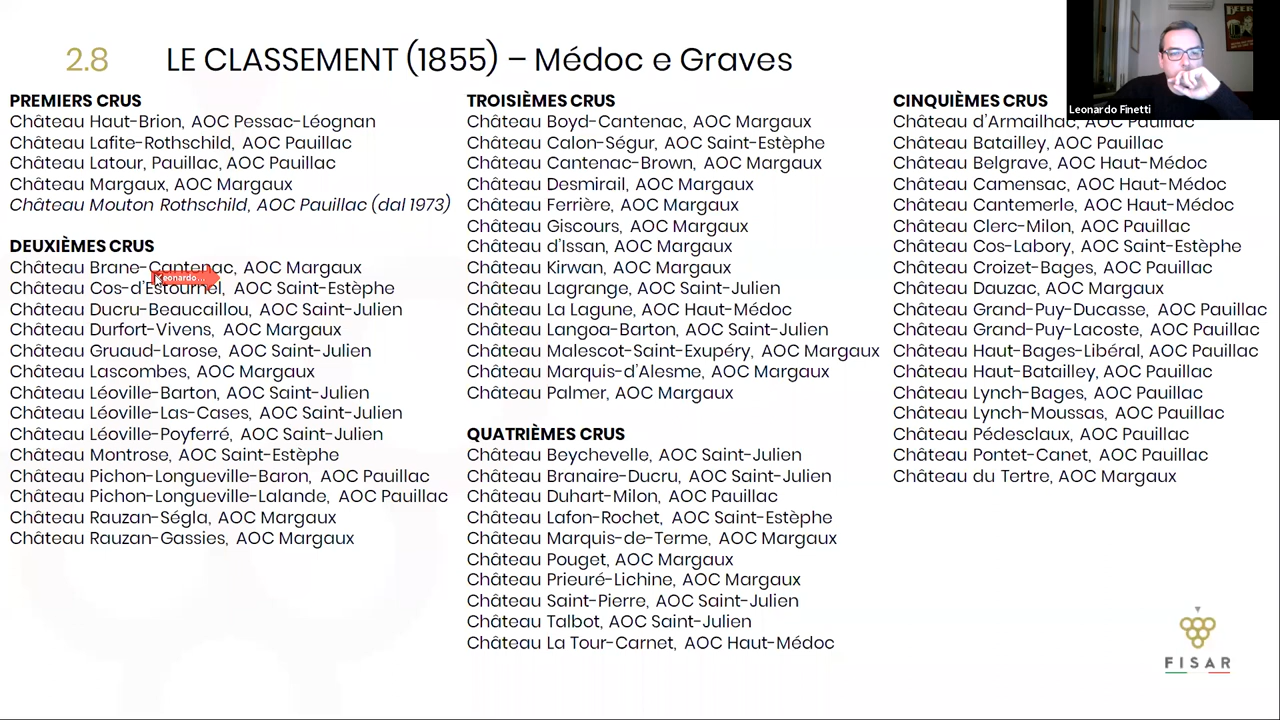 2.8 LE CLASSEMENT (1855) – Médoc e Graves
PREMIERS CRUS
Château Haut-Brion, AOC Pessac-Léognan
Château Lafite-Rothschild, AOC Pauillac
Château Latour, Pauillac, AOC Pauillac
Château Margaux, AOC Margaux
Château Mouton Rothschild, AOC Pauillac (dal 1973)
DEUXIÈMES CRUS
Château Brane-Cantenac, AOC Margaux
Château Cos-d'Estournel, AOC Saint-Estèphe
Château Ducru-Beaucaillou, AOC Saint-Julien
Château Durfort-Vivens, AOC Margaux
Château Gruaud-Larose, AOC Saint-Julien
Château Lascombes, AOC Margaux
Château Léoville-Barton, AOC Saint-Julien
Château Léoville-Las-Cases, AOC Saint-Julien
Château Léoville-Poyferré, AOC Saint-Julien
Château Montrose, AOC Saint-Estèphe
Château Pichon-Longueville-Baron, AOC Pauillac
Château Pichon-Longueville-Lalande, AOC Pauillac
Château Rauzan-Ségla, AOC Margaux
Château Rauzan-Gassies, AOC Margaux
Leonardo...
TROISIÈMES CRUS
Château Boyd-Cantenac, AOC Margaux
Château Calon-Ségur, AOC Saint-Estèphe
Château Cantenac-Brown, AOC Margaux
Château Desmirail, AOC Margaux
Château Ferrière, AOC Margaux
Château Giscours, AOC Margaux
Château d'Issan, AOC Margaux
Château Kirwan, AOC Margaux
Château Lagrange, AOC Saint-Julien
Château La Lagune, AOC Haut-Médoc
Château Langoa-Barton, AOC Saint-Julien
Château Malescot-Saint-Exupéry, AOC Margaux
Château Marquis-d'Alesme, AOC Margaux
Château Palmer, AOC Margaux
QUATRIÈMES CRUS
Château Beychevelle, AOC Saint-Julien
Château Branaire-Ducru, AOC Saint-Julien
Château Duhart-Milon, AOC Pauillac
Château Lafon-Rochet, AOC Saint-Estèphe
Château Marquis-de-Terme, AOC Margaux
Château Pouget, AOC Margaux
Château Prieuré-Lichine, AOC Margaux
Château Saint-Pierre, AOC Saint-Julien
Château Talbot, AOC Saint-Julien
Château La Tour-Carnet, AOC Haut-Médoc
CINQUIÈMES CRUS
Château d'Armailhac, AOC Pauillac
Château Batailley, AOC Pauillac
Château Belgrave, AOC Haut-Médoc
Château Camensac, AOC Haut-Médoc
Château Cantemerle, AOC Haut-Médoc
Château Clerc-Milon, AOC Pauillac
Château Cos-Labory, AOC Saint-Estèphe
Château Croizet-Bages, AOC Pauillac
Château Dauzac, AOC Margaux
Château Grand-Puy-Ducasse, AOC Pauillac
Château Grand-Puy-Lacoste, AOC Pauillac
Château Haut-Bages-Libéral, AOC Pauillac
Château Haut-Batailley, AOC Pauillac
Château Lynch-Bages, AOC Pauillac
Château Lynch-Moussas, AOC Pauillac
Château Pédesclaux, AOC Pauillac
Château Pontet-Canet, AOC Pauillac
Château du Tertre, AOC Margaux
BEER
Leonardo Finetti
FISAR